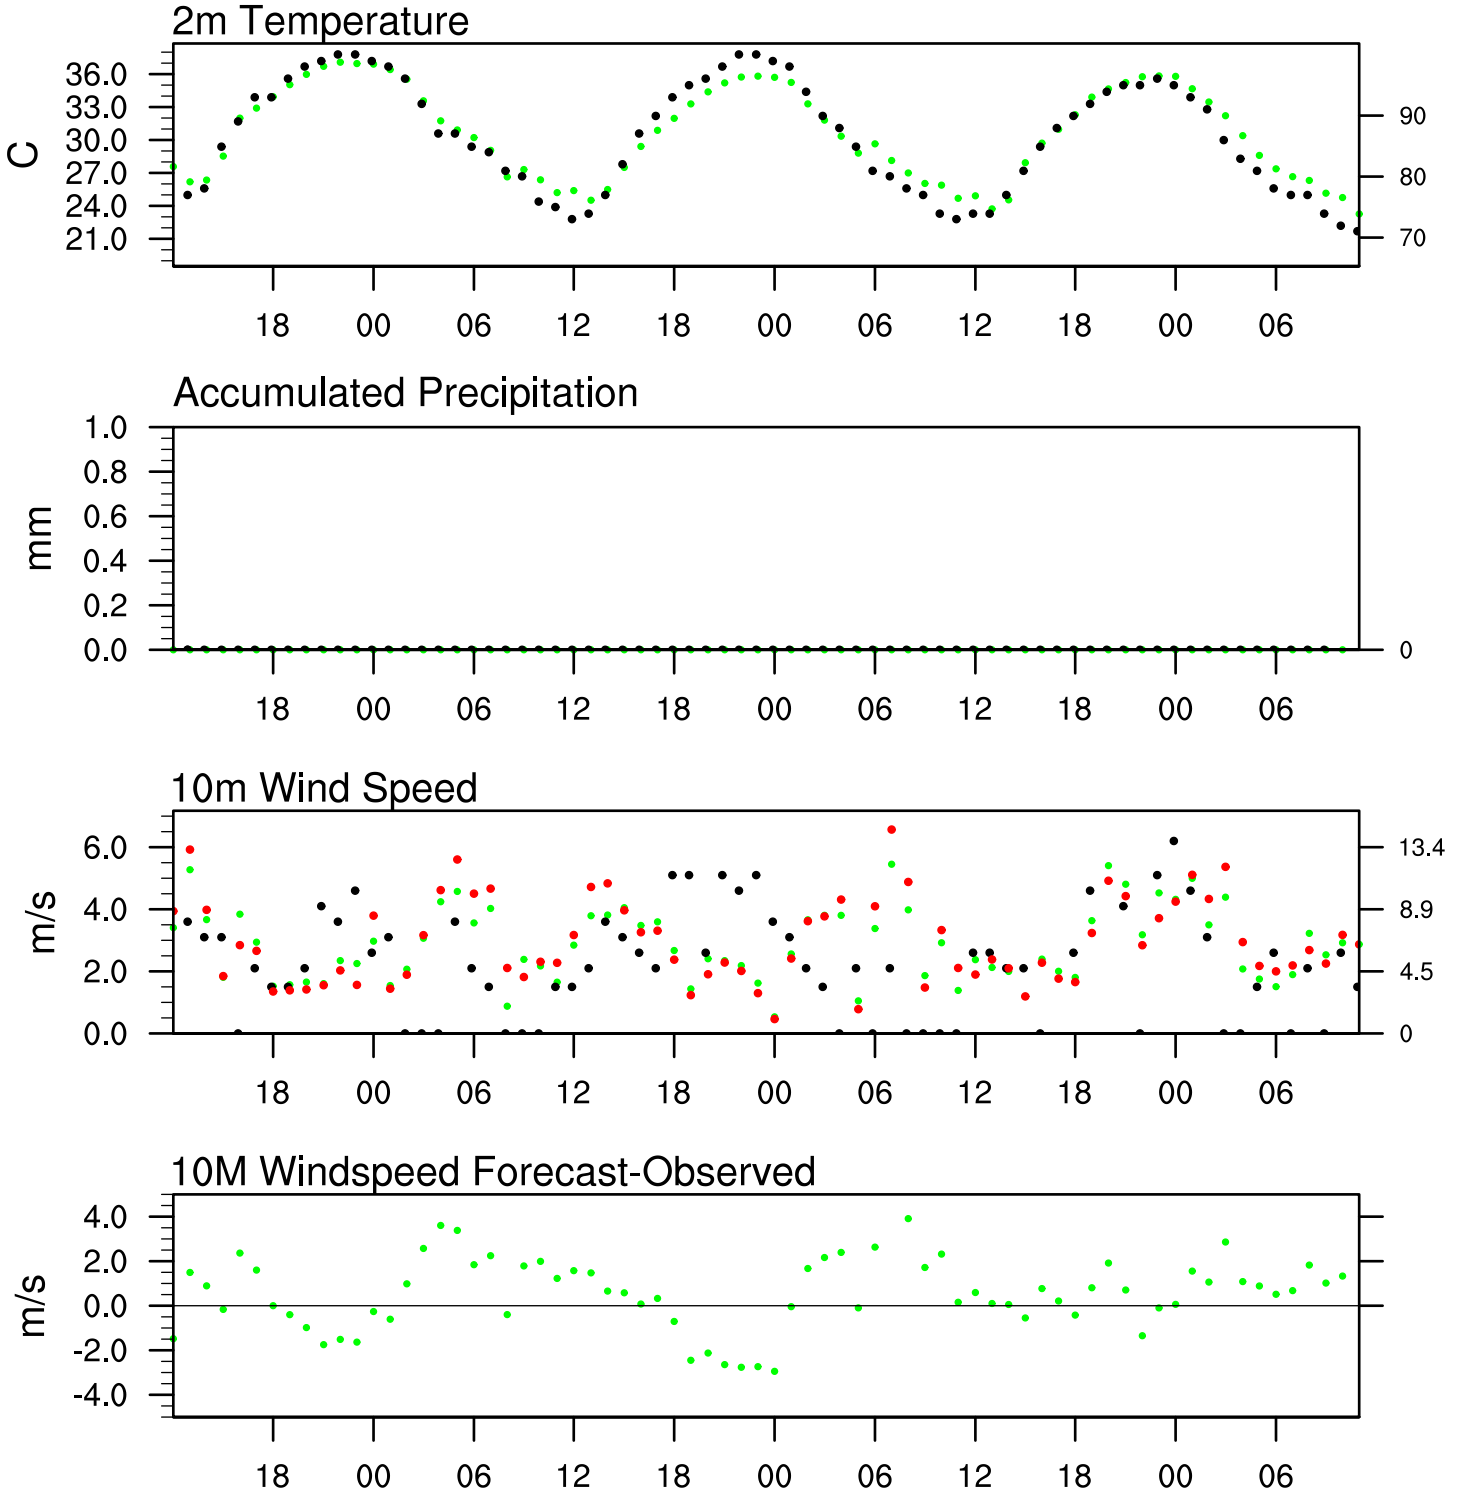 2m Temperature
36.0
33.0
30.0
27.0
24.0
21.0
C
90
80
70
18 00 06 12 18 00 06 12 18 00 06
Accumulated Precipitation
1.0
0.8
0.6
0.4
0.2
0.0
mm
0
18 00 06 12 18 00 06 12 18 00 06
10m Wind Speed
6.0
4.0
2.0
0.0
m/s
13.4
8.9
4.5
0
18 00 06 12 18 00 06 12 18 00 06
10M Windspeed Forecast-Observed
4.0
2.0
0.0
-2.0
-4.0
m/s
18 00 06 12 18 00 06 12 18 00 06